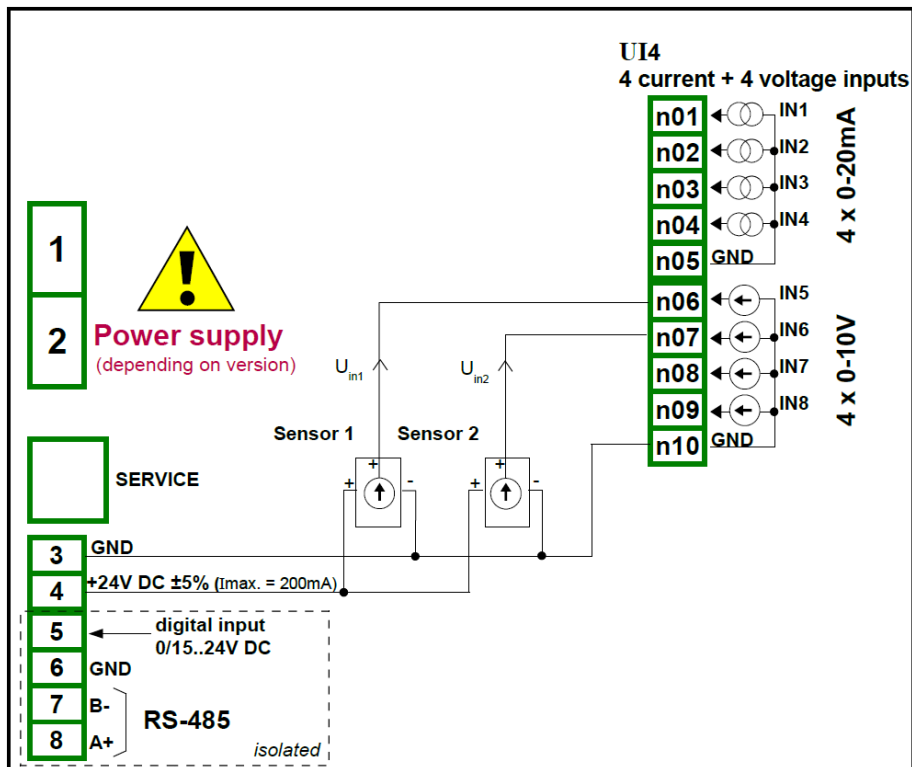 UI4
4 current + 4 voltage inputs
n01
IN1
n02
IN2
n03
IN3
n04
IN4
n05
GND
4 x 0-20mA
n06
IN5
n07
IN6
n08
IN7
n09
IN8
n10
GND
4 x 0-10V
1
2
!
Power supply
(depending on version)
Uin1
Uin2
Sensor 1
Sensor 2
+
+
-
+
+
-
SERVICE
3
GND
4
+24V DC ±5% (Imax. = 200mA)
5
digital input
0/15..24V DC
6
GND
7
B-
8
A+
RS-485
isolated